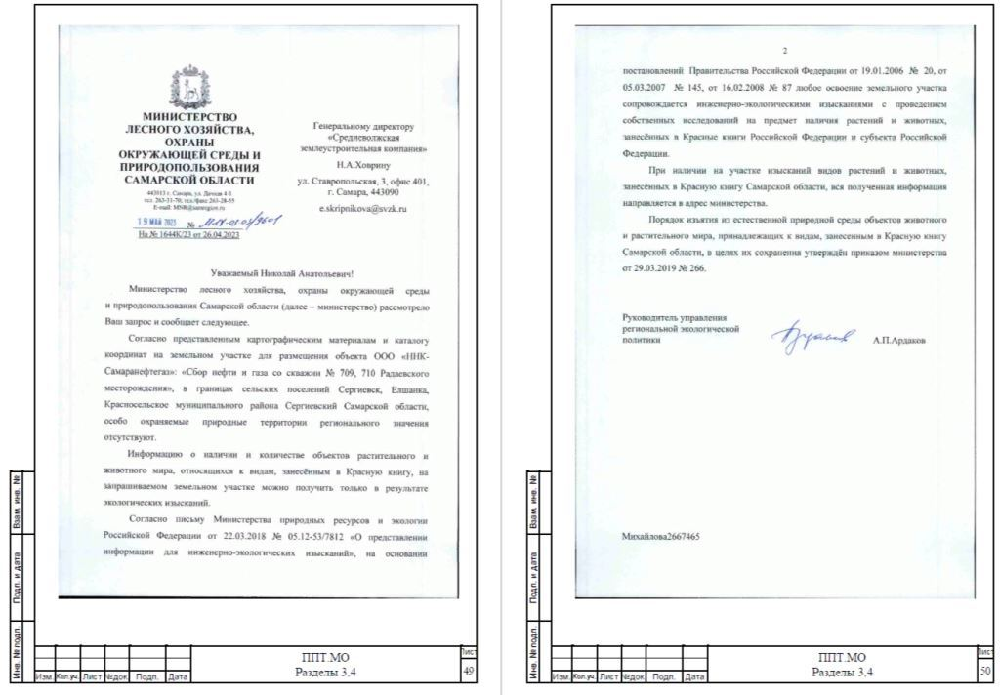 МИНИСТЕРСТВО
ЛЕСНОГО ХОЗЯЙСТВА,
ОХРАНЫ
ОКРУЖАЮЩЕЙ СРЕДЫ И
ПРИРОДОПОЛЬЗОВАНИЯ
САМАРСКОЙ ОБЛАСТИ
443013 г. Самара, ул. Дачная 4 б
тел. 263-31-70; тел./факс 263-28-55
E-mail: MNR@samregion.ru
19 МАЙ 2023 №
На № 1644К/23 от 26.04.2023
Генеральному директору
«Средневолжская
землеустроительная компания»
Н.А.Ховрину
ул. Ставропольская, 3, офис 401,
г. Самара, 443090
e.skripnikova@svzk.ru
Уважаемый Николай Анатольевич!
Министерство лесного хозяйства, охраны окружающей среды
и природопользования Самарской области (далее – министерство) рассмотрело
Ваш запрос и сообщает следующее.
Согласно представленным картографическим материалам и каталогу
координат на земельном участке для размещения объекта ООО «ННК-
Самаранефтегаз»: «Сбор нефти и газа со скважин № 709, 710 Радаевского
месторождения», в границах сельских поселений Сергиевск, Елшанка,
Красносельское муниципального района Сергиевский Самарской области,
особо охраняемые природные территории регионального значения
отсутствуют.
Информацию о наличии и количестве объектов растительного и
животного мира, относящихся к видам, занесённым в Красную книгу, на
запрашиваемом земельном участке можно получить только в результате
экологических изысканий.
Согласно письму Министерства природных ресурсов и экологии
Российской Федерации от 22.03.2018 № 05.12-53/7812 «О представлении
информации для инженерно-экологических изысканий», на основании
Взам. инв. №
Подп. и дата
Инв. № подл.
Изм. Кол.уч. Лист №док. Подп. Дата
ППТ.МО
Разделы 3,4
Лист
49
2
постановлений Правительства Российской Федерации от 19.01.2006 № 20, от
05.03.2007 № 145, от 16.02.2008 № 87 любое освоение земельного участка
сопровождается инженерно-экологическими изысканиями с проведением
собственных исследований на предмет наличия растений и животных,
занесённых в Красные книги Российской Федерации и субъекта Российской
Федерации.
При наличии на участке изысканий видов растений и животных,
занесённых в Красную книгу Самарской области, вся полученная информация
направляется в адрес министерства.
Порядок изъятия из естественной природной среды объектов животного
и растительного мира, принадлежащих к видам, занесенным в Красную книгу
Самарской области, в целях их сохранения утверждён приказом министерства
от 29.03.2019 № 266.
Руководитель управления
региональной экологической
политики
А.П.Ардаков
Михайлова2667465
Взам. инв. №
Подп. и дата
Инв. № подл.
Изм. Кол.уч. Лист №док. Подп. Дата
ППТ.МО
Разделы 3,4
Лист
50